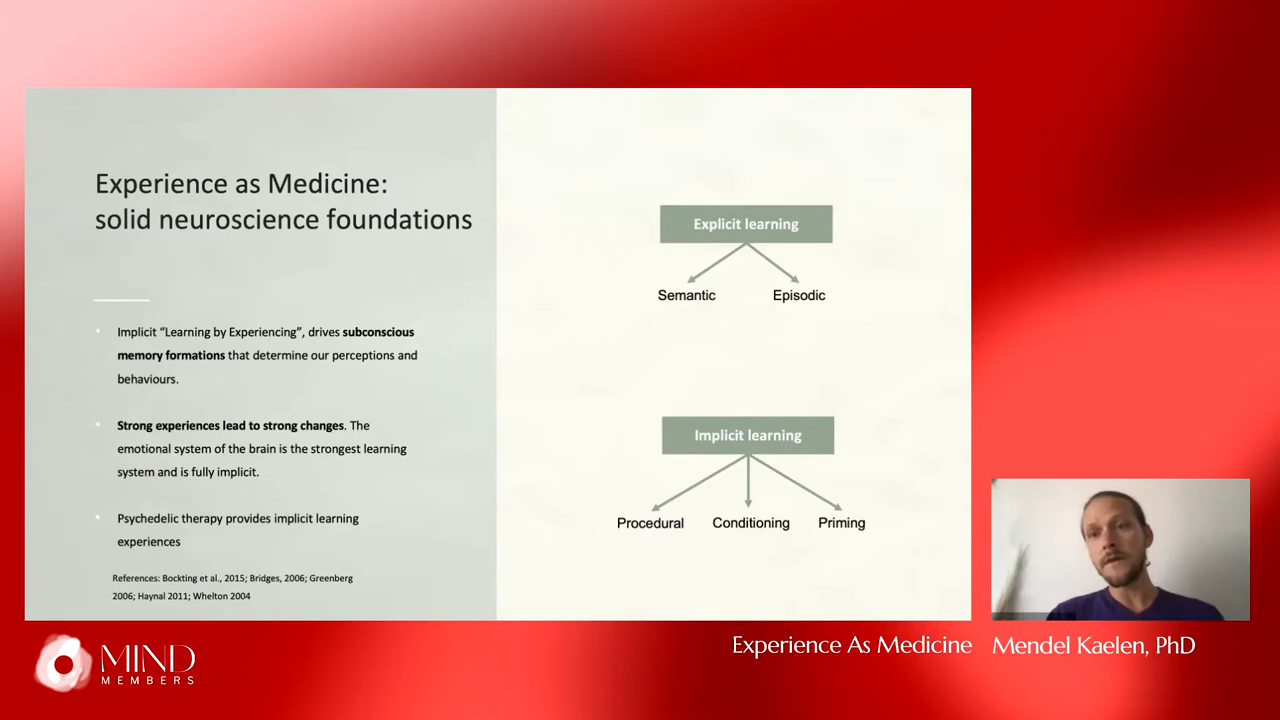 Experience as Medicine:
solid neuroscience foundations
Implicit “Learning by Experiencing”, drives subconscious
memory formations that determine our perceptions and
behaviours.
Strong experiences lead to strong changes. The
emotional system of the brain is the strongest learning
system and is fully implicit.
Psychedelic therapy provides implicit learning
experiences
References: Bockting et al., 2015; Bridges, 2006; Greenberg
2006; Haynal 2011; Whelton 2004
Explicit learning
Semantic Episodic
Implicit learning
Procedural Conditioning Priming
Experience As Medicine Mendel Kaelen, PhD
MIND
MEMBERS